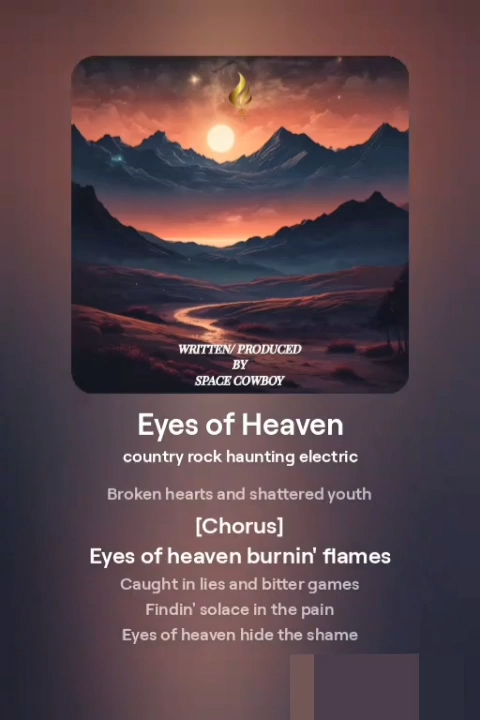 WRITTEN/ PRODUCED
BY
SPACE COWBOY
Eyes of Heaven
country rock haunting electric
Broken hearts and shattered youth
[Chorus]
Eyes of heaven burnin' flames
Caught in lies and bitter games
Findin' solace in the pain
Eyes of heaven hide the shame